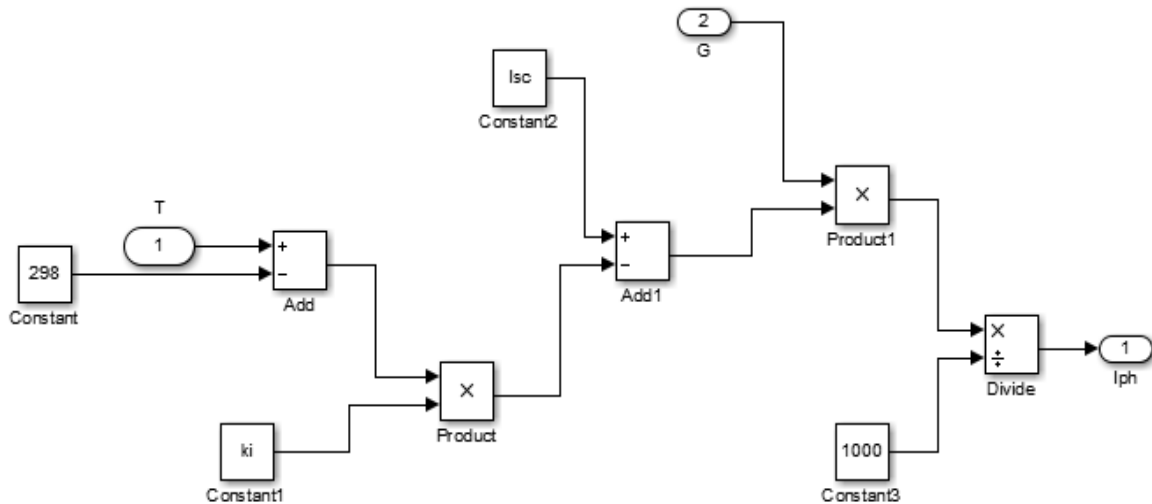 2
G
Isc
Constant2
×
Product1
T
1
+
−
Add
298
Constant
+
−
Add1
×
÷
Divide
1
Iph
×
Product
ki
Constant1
1000
Constant3